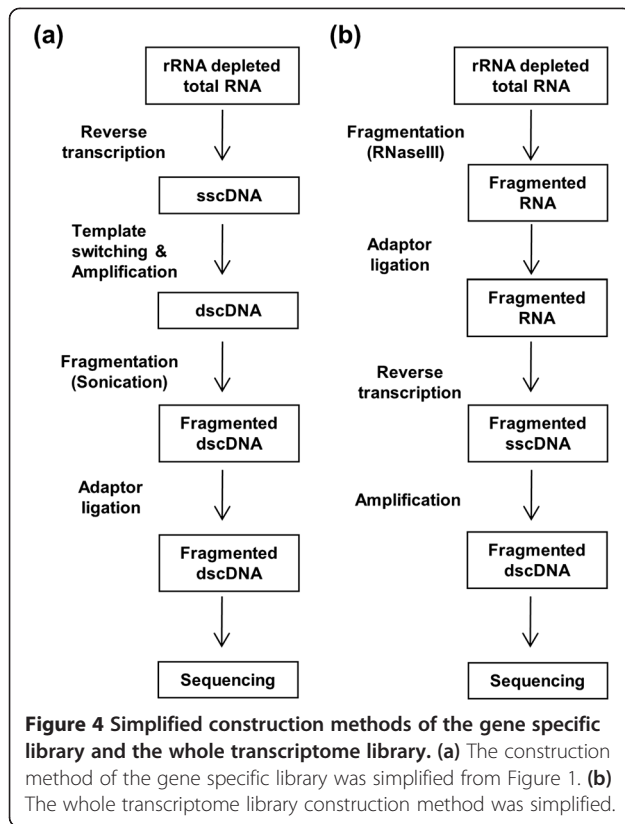 (a)
rRNA depleted
total RNA
Reverse
transcription
sscDNA
Template
switching &
Amplification
dscDNA
Fragmentation
(Sonication)
Fragmented
dscDNA
Adaptor
ligation
Fragmented
dscDNA
Sequencing
(b)
rRNA depleted
total RNA
Fragmentation
(RNaseIII)
Fragmented
RNA
Adaptor
ligation
Fragmented
RNA
Reverse
transcription
Fragmented
sscDNA
Amplification
Fragmented
dscDNA
Sequencing
Figure 4 Simplified construction methods of the gene specific
library and the whole transcriptome library. (a) The construction
method of the gene specific library was simplified from Figure 1. (b)
The whole transcriptome library construction method was simplified.